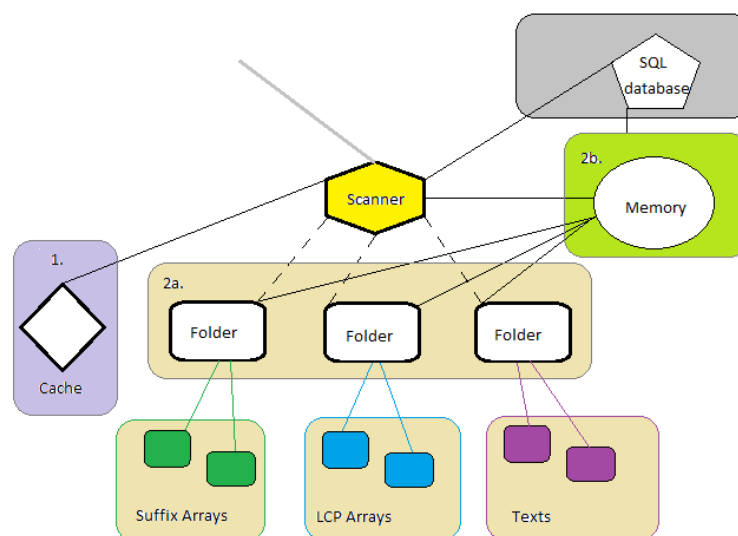 SQL
database
2b.
Scanner
Memory
1.
2a.
Folder
Folder
Folder
Cache
Suffix Arrays
LCP Arrays
Texts